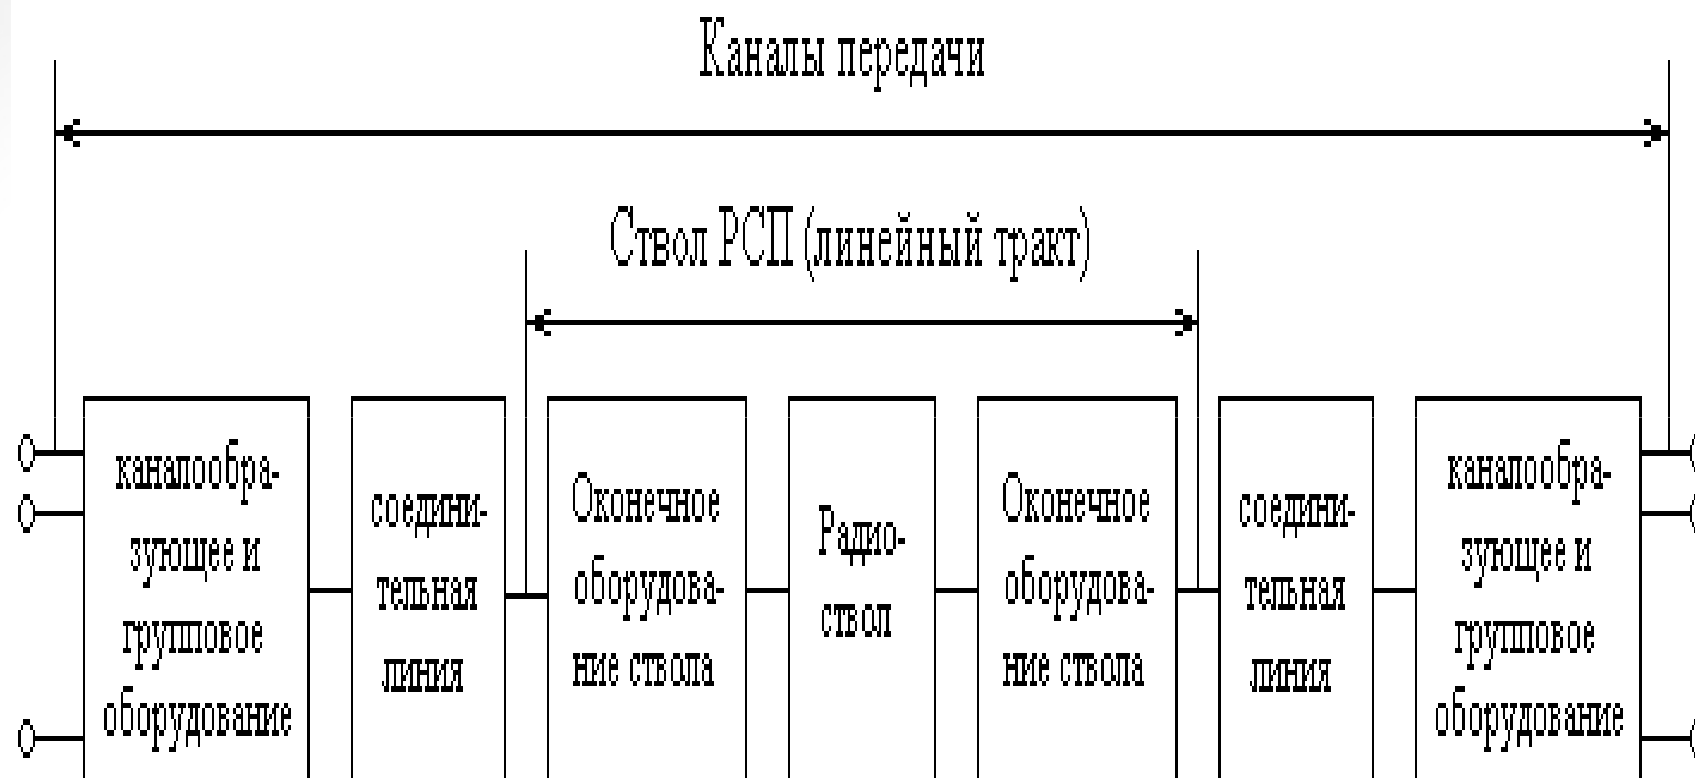 Каналы передачи
Ствол РСП (линейный тракт)
каналообра-
зующее и
групповое
оборудование
соедини-
тельная
линия
Оконечное
оборудова-
ние ствола
Радио-
ствол
Оконечное
оборудова-
ние ствола
соедини-
тельная
линия
каналообра-
зующее и
групповое
оборудование